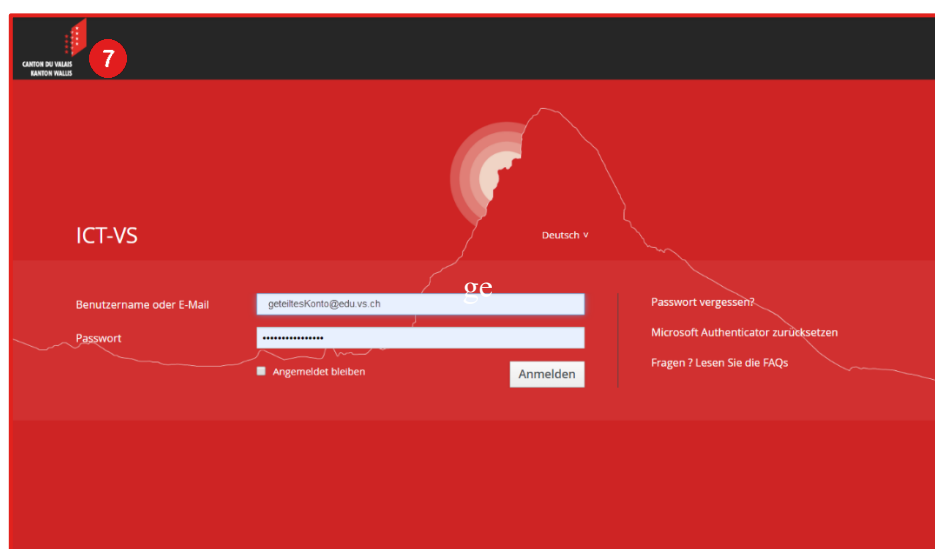 CANTON DU VALAIS
KANTON WALLIS
7
ICT-VS
Deutsch ˅
ge
Benutzername oder E-Mail
geteiltesKonto@edu.vs.ch
Passwort
••••••••••••••••
Angemeldet bleiben
Anmelden
Passwort vergessen?
Microsoft Authenticator zurücksetzen
Fragen ? Lesen Sie die FAQs